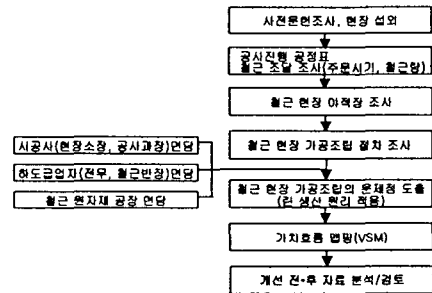 사전문헌조사, 현장 섭외
공사진행 공정표
철근 조달 조사(주문시기, 철근량)
철근 현장 야적장 조사
철근 현장 가공조립 절차 조사
시공사(현장소장, 공사과장)면담
하도급업자(전무, 철근반장)면담
철근 원자재 공장 면담
철근 현장 가공조립의 문제점 도출
(린 생산 원리 적용)
가치흐름 맵핑(VSM)
개선 전•후 자료 분석/검토